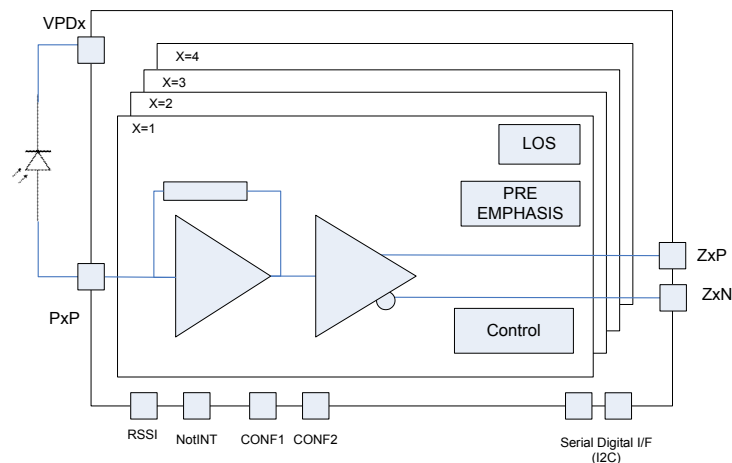 VPDx
X=4
X=3
X=2
X=1
LOS
PRE
EMPHASIS
ZxP
ZxN
PxP
Control
RSSI
NotINT
CONF1
CONF2
Serial Digital I/F
(I2C)